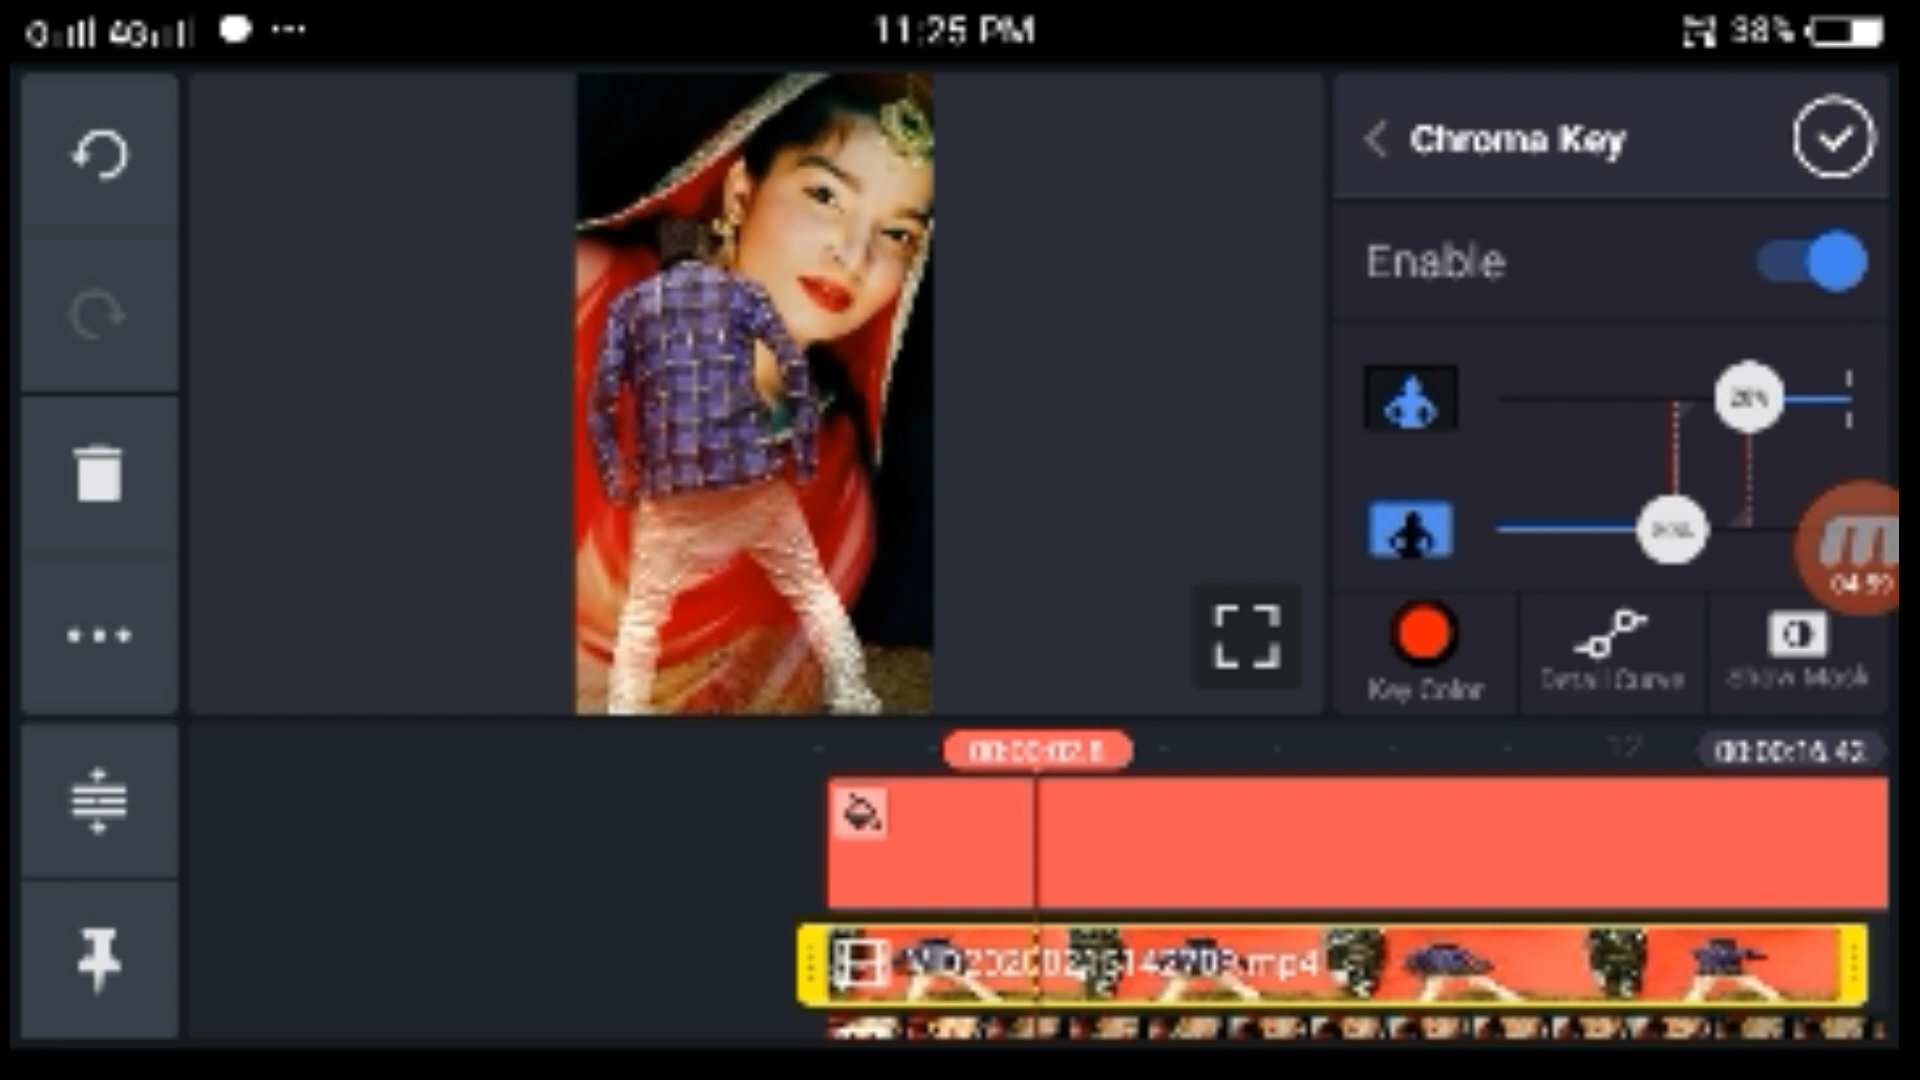 11:25 PM
38%
Chroma Key
Enable
Key Color
Detail Curve
Show Mask
00:00:02.8
12
00:00:16.42
.mp4